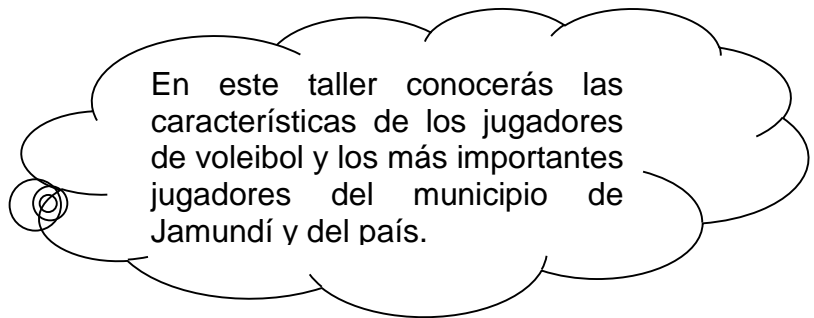 En este taller conocerás las
características de los jugadores
de voleibol y los más importantes
jugadores del municipio de
Jamundí y del país.